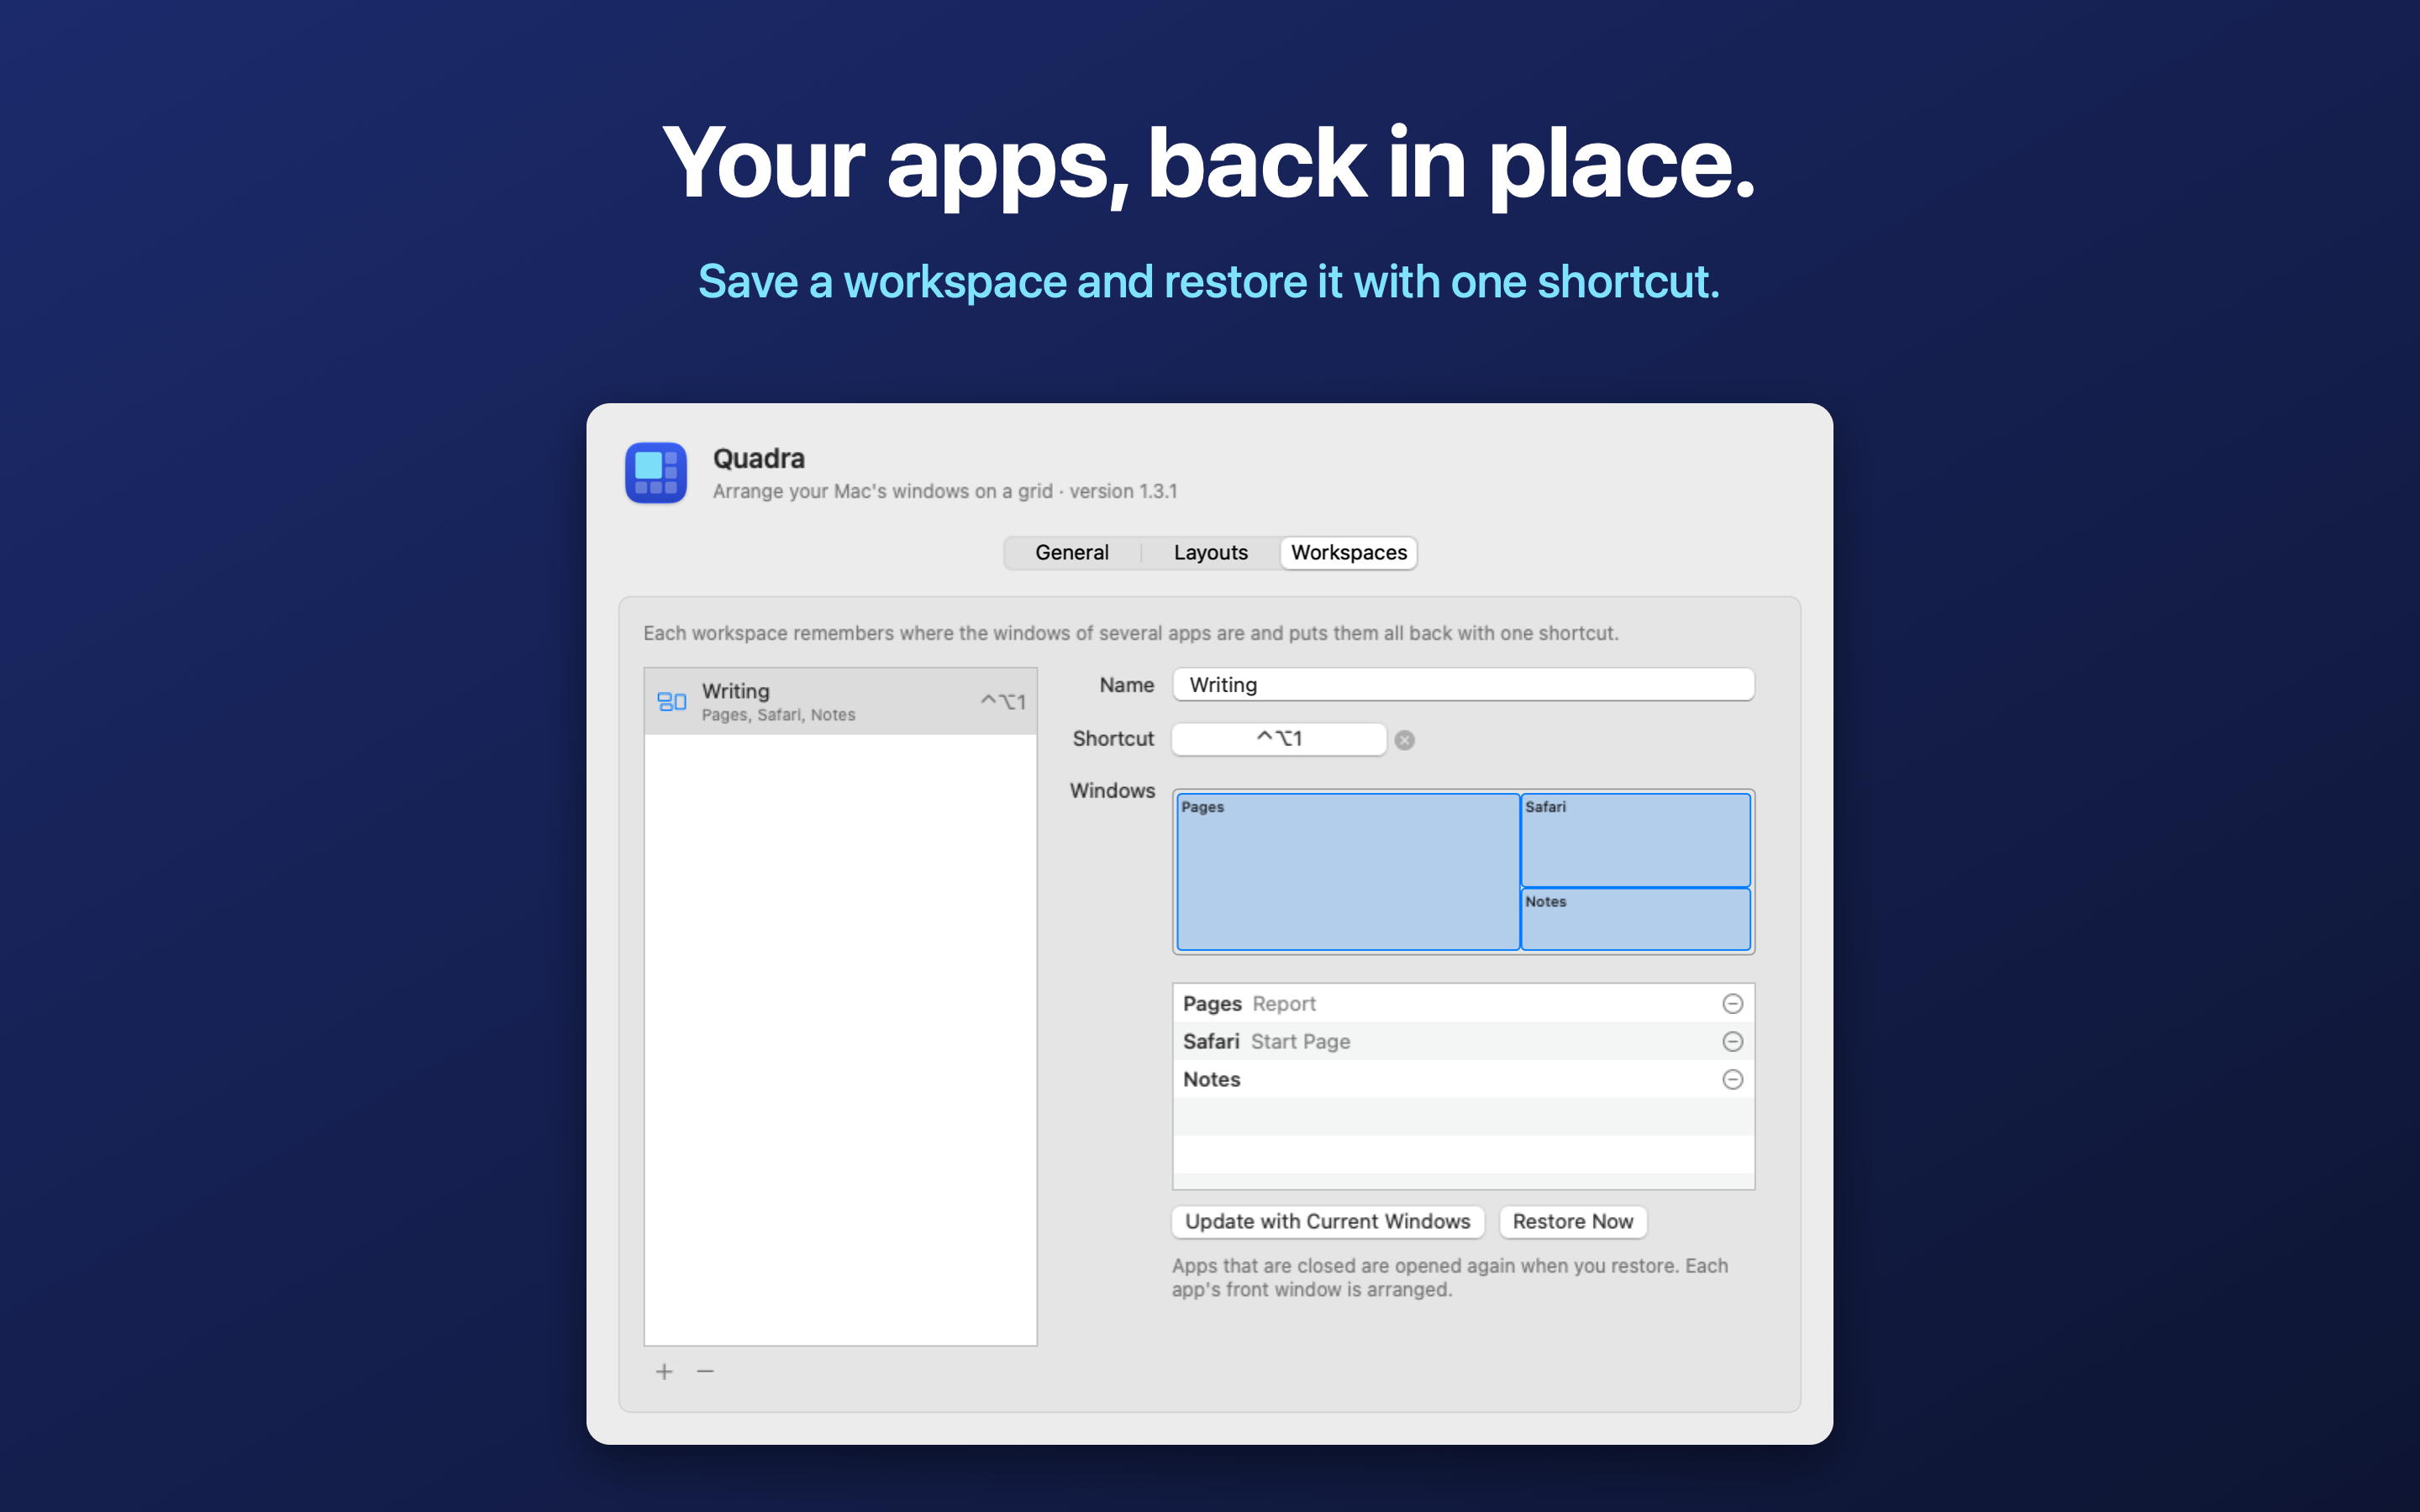 Your apps, back in place.
Save a workspace and restore it with one shortcut.
Quadra
Arrange your Mac's windows on a grid · version 1.3.1
General
Layouts
Workspaces
Each workspace remembers where the windows of several apps are and puts them all back with one shortcut.
Writing
Pages, Safari, Notes
⌃⌥1
Name
Writing
Shortcut
⌃⌥1
Windows
Pages
Safari
Notes
Pages Report
Safari Start Page
Notes
Update with Current Windows
Restore Now
Apps that are closed are opened again when you restore. Each
app's front window is arranged.